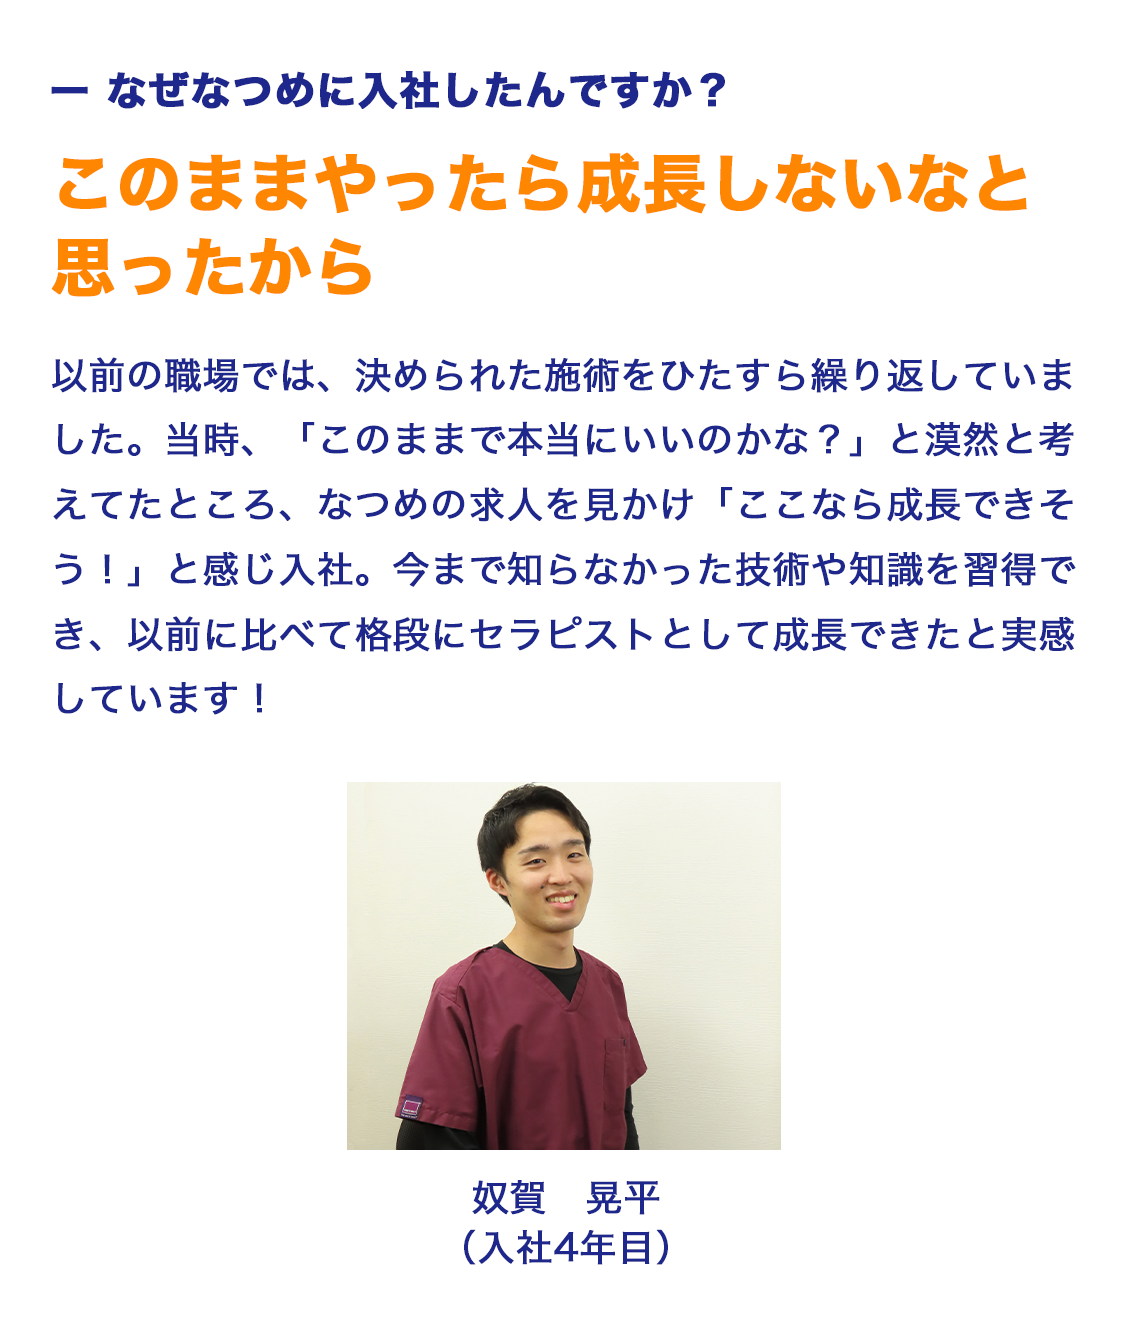 ー なぜなつめに入社したんですか？
このままやったら成長しないなと
思ったから
以前の職場では、決められた施術をひたすら繰り返していま
した。当時、「このままで本当にいいのかな？」と漠然と考
えてたところ、なつめの求人を見かけ「ここなら成長できそ
う！」と感じ入社。今まで知らなかった技術や知識を習得で
き、以前に比べて格段にセラピストとして成長できたと実感
しています！
奴賀　晃平
（入社4年目）